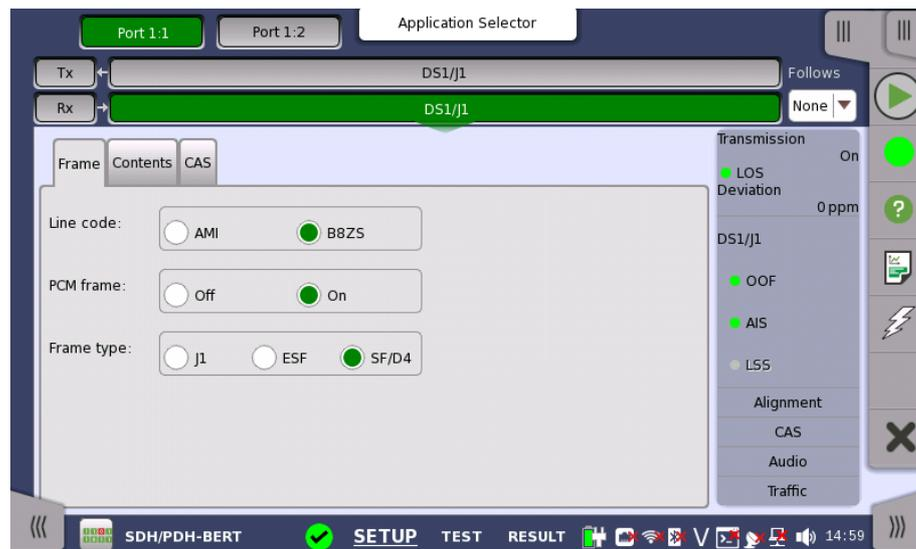 Port 1:1
Port 1:2
Application Selector
Tx
DS1/J1
Follows
Rx
DS1/J1
None
Frame
Contents
CAS
Line code:
AMI
B8ZS
PCM frame:
Off
On
Frame type:
J1
ESF
SF/D4
Transmission
On
LOS
Deviation
0 ppm
DS1/J1
OOF
AIS
LSS
Alignment
CAS
Audio
Traffic
SDH/PDH-BERT
SETUP
TEST
RESULT
14:59